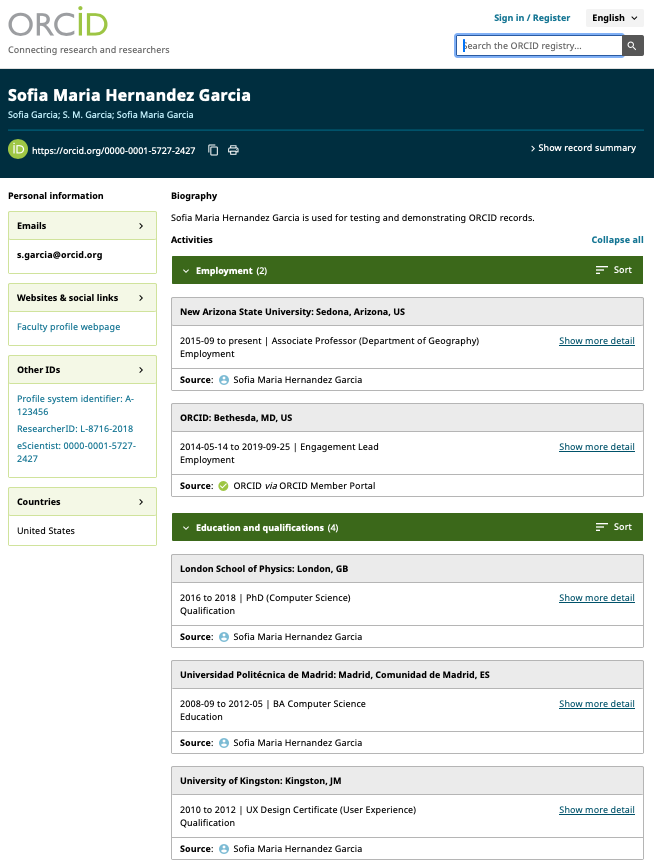 ORCID
Connecting research and researchers
Sign in / Register
English
Search the ORCID registry...
Sofia Maria Hernandez Garcia
Sofia Garcia; S. M. Garcia; Sofia Maria Garcia
iD https://orcid.org/0000-0001-5727-2427
Show record summary
Personal information
Emails
s.garcia@orcid.org
Websites & social links
Faculty profile webpage
Other IDs
Profile system identifier: A-
123456
ResearcherID: L-8716-2018
eScientist: 0000-0001-5727-
2427
Countries
United States
Biography
Sofia Maria Hernandez Garcia is used for testing and demonstrating ORCID records.
Activities
Collapse all
Employment (2)
Sort
New Arizona State University: Sedona, Arizona, US
2015-09 to present | Associate Professor (Department of Geography)
Show more detail
Employment
Source: Sofia Maria Hernandez Garcia
ORCID: Bethesda, MD, US
2014-05-14 to 2019-09-25 | Engagement Lead
Show more detail
Employment
Source: ORCID via ORCID Member Portal
Education and qualifications (4)
Sort
London School of Physics: London, GB
2016 to 2018 | PhD (Computer Science)
Show more detail
Qualification
Source: Sofia Maria Hernandez Garcia
Universidad Politécnica de Madrid: Madrid, Comunidad de Madrid, ES
2008-09 to 2012-05 | BA Computer Science
Show more detail
Education
Source: Sofia Maria Hernandez Garcia
University of Kingston: Kingston, JM
2010 to 2012 | UX Design Certificate (User Experience)
Show more detail
Qualification
Source: Sofia Maria Hernandez Garcia